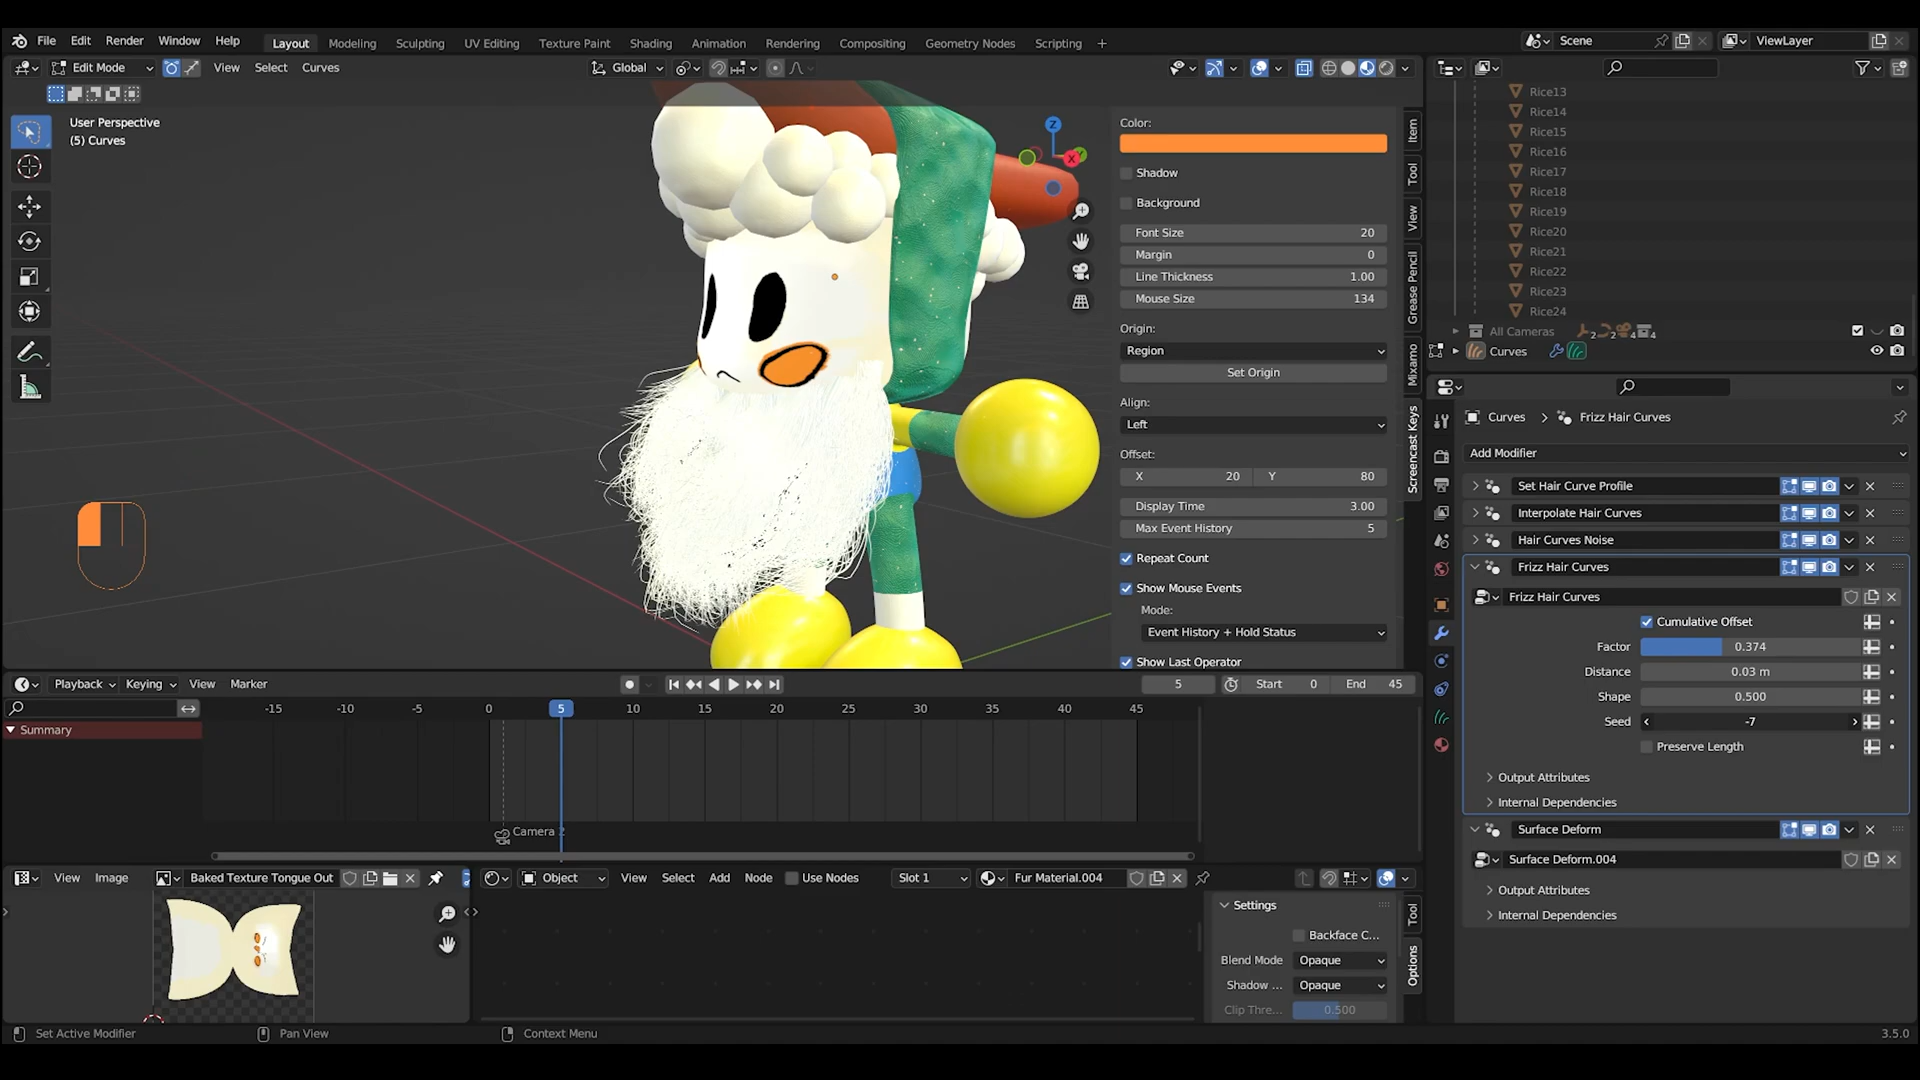 File Edit Render Window Help Layout Modeling Sculpting UV Editing Texture Paint Shading Animation Rendering Compositing Geometry Nodes Scripting + Scene ViewLayer
Edit Mode View Select Curves Global
User Perspective
(5) Curves
Color:
Shadow
Background
Font Size 20
Margin 0
Line Thickness 1.00
Mouse Size 134
Origin:
Region
Set Origin
Align:
Left
Offset:
X 20 Y 80
Display Time 3.00
Max Event History 5
Repeat Count
Show Mouse Events
Mode:
Event History + Hold Status
Show Last Operator
Item
Tool
View
Grease Pencil
Mixamo
Screencast Keys
Z
X
Y
Rice13
Rice14
Rice15
Rice16
Rice17
Rice18
Rice19
Rice20
Rice21
Rice22
Rice23
Rice24
All Cameras 2 2 4 4
Curves
Curves > Frizz Hair Curves
Add Modifier
Set Hair Curve Profile
Interpolate Hair Curves
Hair Curves Noise
Frizz Hair Curves
Frizz Hair Curves
Cumulative Offset
Factor 0.374
Distance 0.03 m
Shape 0.500
Seed -7
Preserve Length
Output Attributes
Internal Dependencies
Surface Deform
Surface Deform.004
Output Attributes
Internal Dependencies
Playback Keying View Marker 5 Start 0 End 45
-15 -10 -5 0 5 10 15 20 25 30 35 40 45
Summary
Camera 2
View Image Baked Texture Tongue Out
Object View Select Add Node Use Nodes Slot 1 Fur Material.004
Settings
Backface C...
Blend Mode Opaque
Shadow ... Opaque
Clip Thre... 0.500
Tool
Options
Set Active Modifier Pan View Context Menu 3.5.0